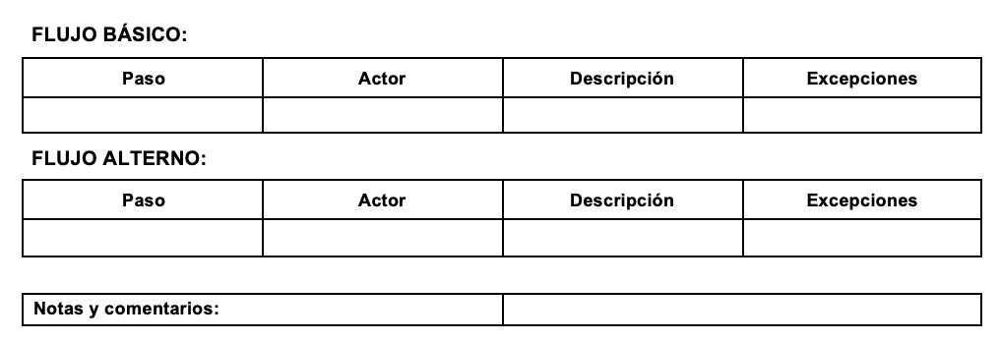 FLUJO BÁSICO:
Paso Actor Descripción Excepciones
FLUJO ALTERNO:
Paso Actor Descripción Excepciones
Notas y comentarios: